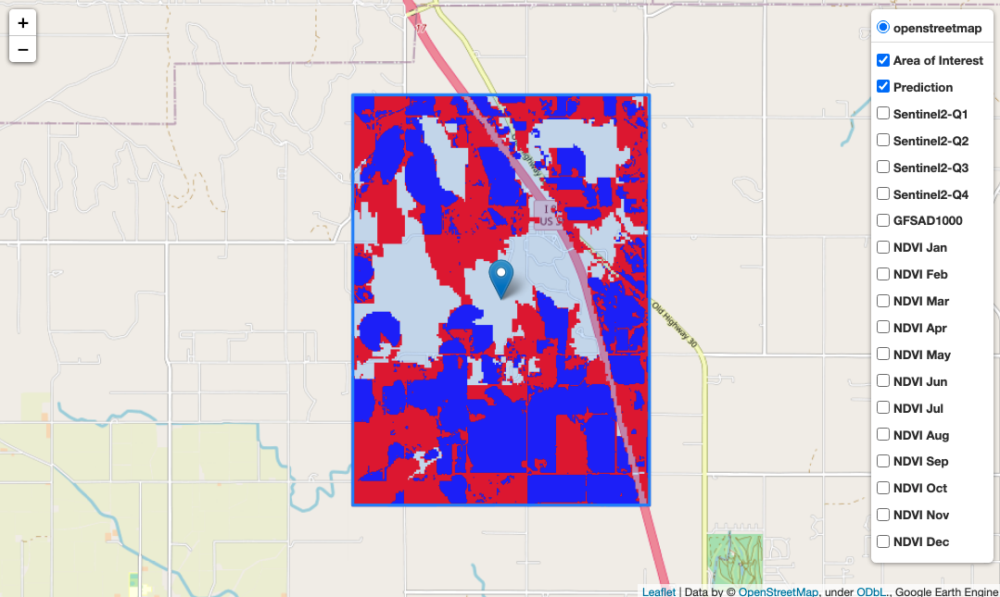 +
−
17
Old Highway 30
openstreetmap
Area of Interest
Prediction
Sentinel2-Q1
Sentinel2-Q2
Sentinel2-Q3
Sentinel2-Q4
GFSAD1000
NDVI Jan
NDVI Feb
NDVI Mar
NDVI Apr
NDVI May
NDVI Jun
NDVI Jul
NDVI Aug
NDVI Sep
NDVI Oct
NDVI Nov
NDVI Dec
Leaflet | Data by © OpenStreetMap, under ODbL., Google Earth Engine